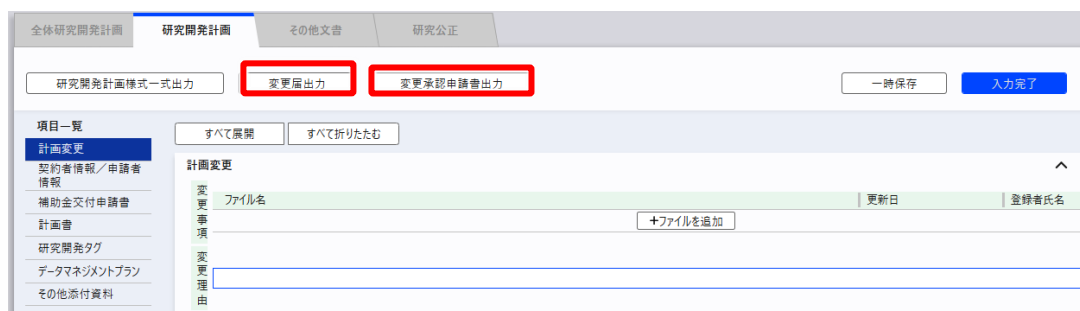 全体研究開発計画 研究開発計画 その他文書 研究公正
研究開発計画様式一式出力 変更届出力 変更承認申請書出力 一時保存 入力完了
項目一覧
すべて展開 すべて折りたたむ
計画変更
契約者情報／申請者
情報
補助金交付申請書
計画書
研究開発タグ
データマネジメントプラン
その他添付資料
計画変更
変更事項
ファイル名 更新日 登録者氏名
+ファイルを追加
変更理由